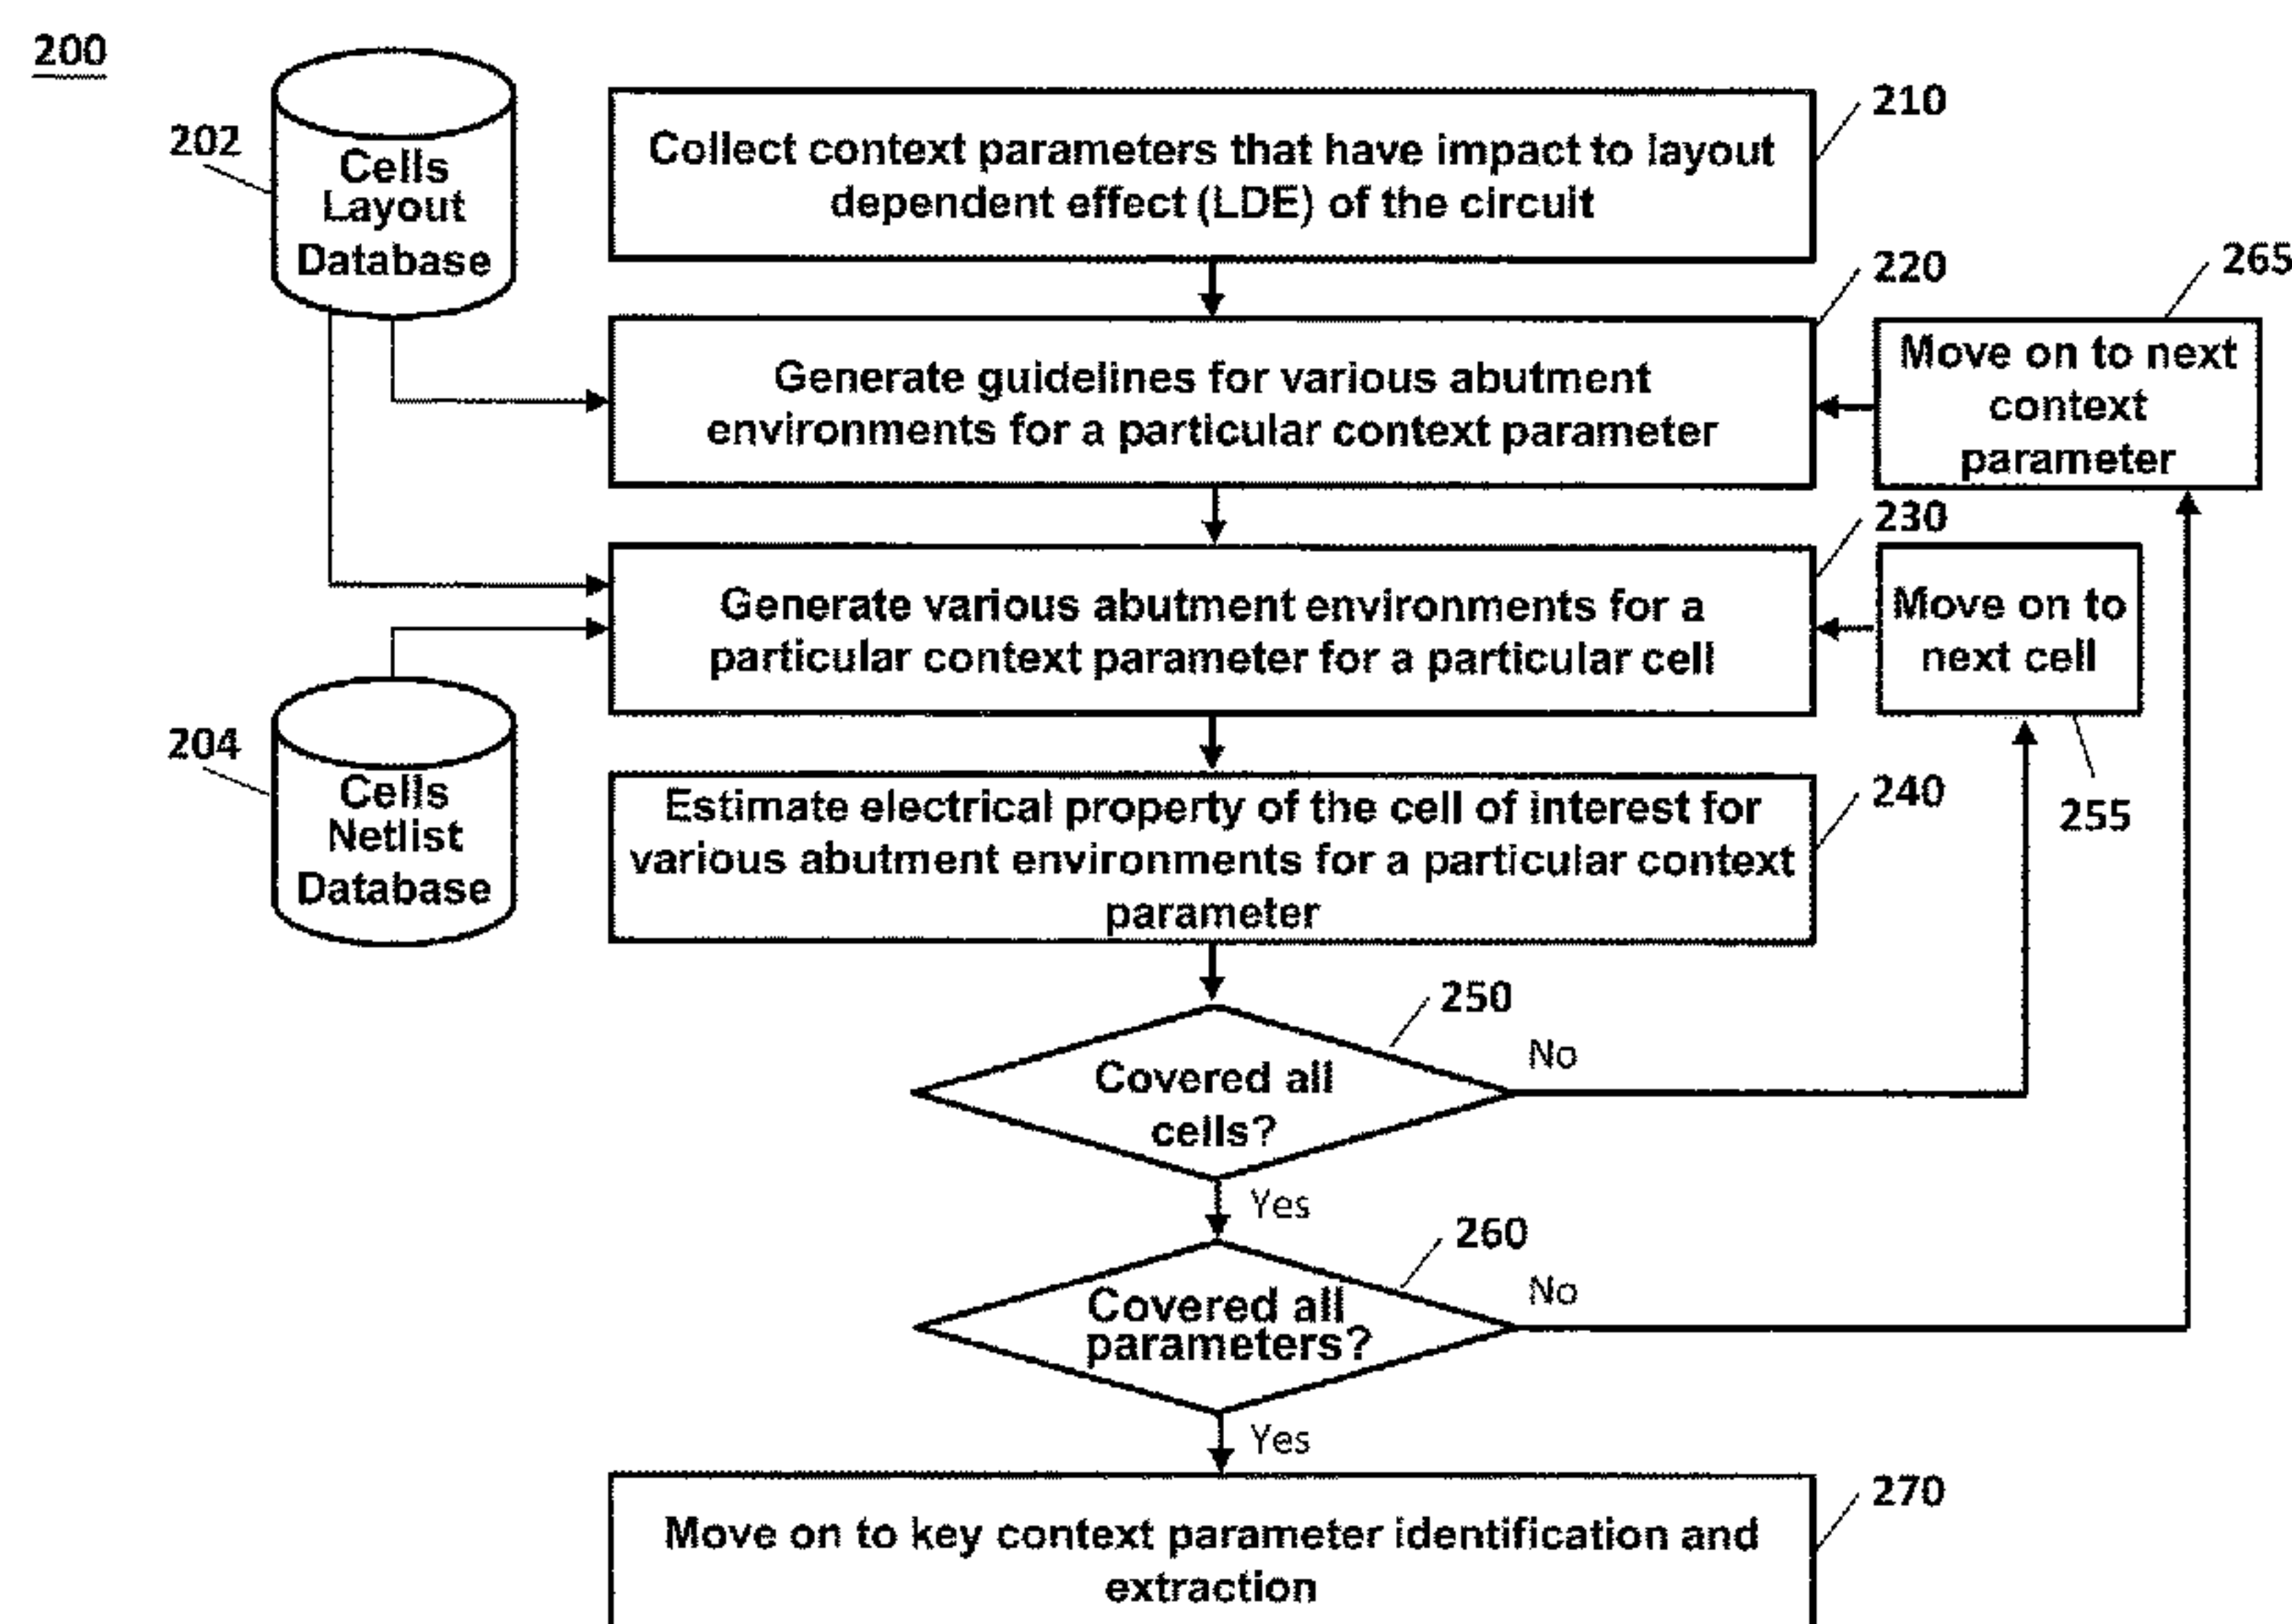 200
202
Cells
Layout
Database
210
Collect context parameters that have impact to layout
dependent effect (LDE) of the circuit
220
Generate guidelines for various abutment
environments for a particular context parameter
265
Move on to next
context
parameter
230
Generate various abutment environments for a
particular context parameter for a particular cell
Move on to
next cell
255
204
Cells
Netlist
Database
240
Estimate electrical property of the cell of interest for
various abutment environments for a particular context
parameter
250
Covered all
cells?
No
Yes
260
Covered all
parameters?
No
Yes
270
Move on to key context parameter identification and
extraction